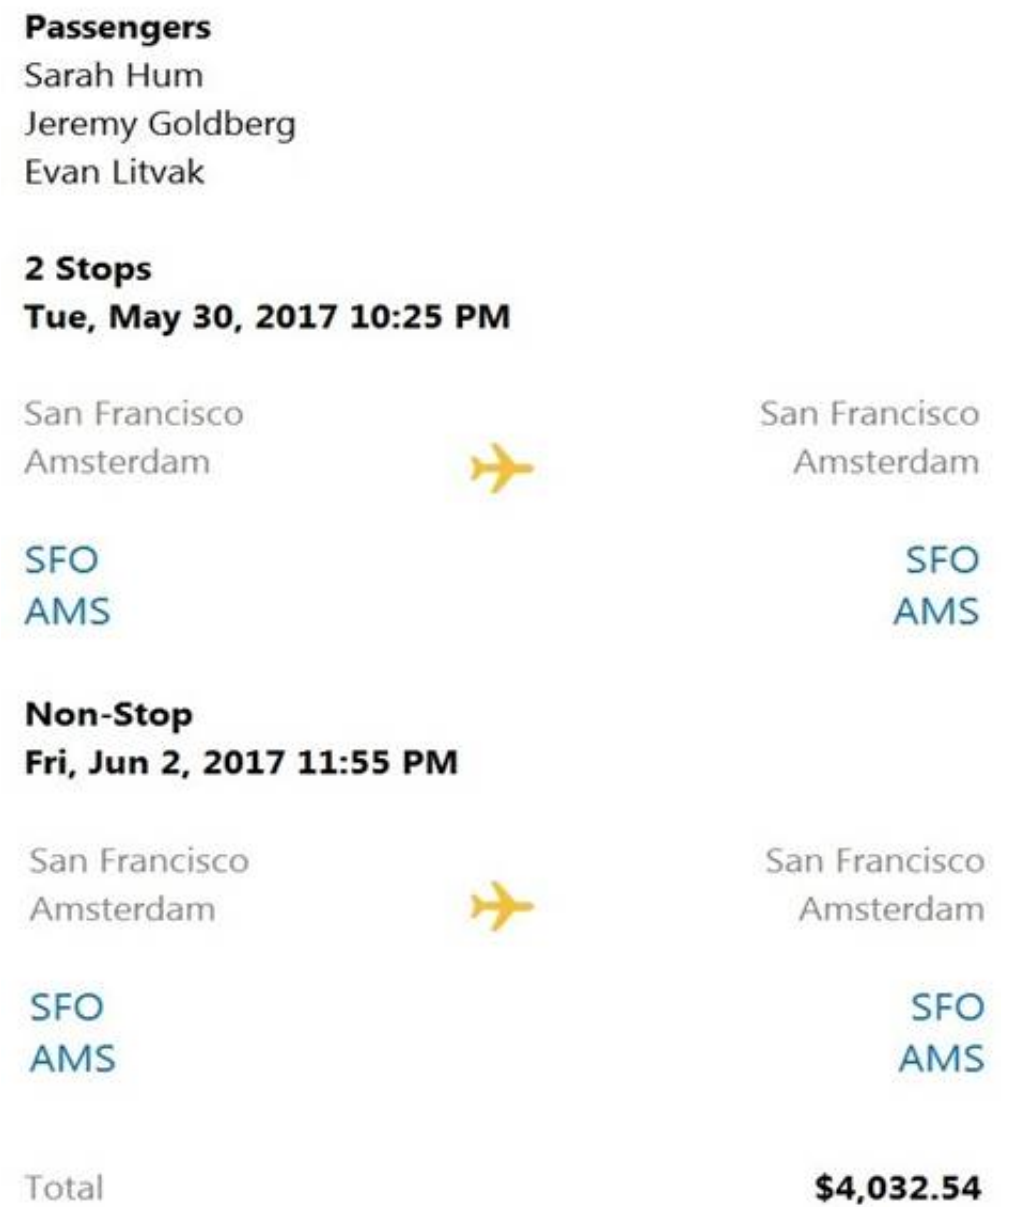 Passengers
Sarah Hum
Jeremy Goldberg
Evan Litvak
2 Stops
Tue, May 30, 2017 10:25 PM
San Francisco San Francisco
Amsterdam Amsterdam
SFO SFO
AMS AMS
Non-Stop
Fri, Jun 2, 2017 11:55 PM
San Francisco San Francisco
Amsterdam Amsterdam
SFO SFO
AMS AMS
Total $4,032.54